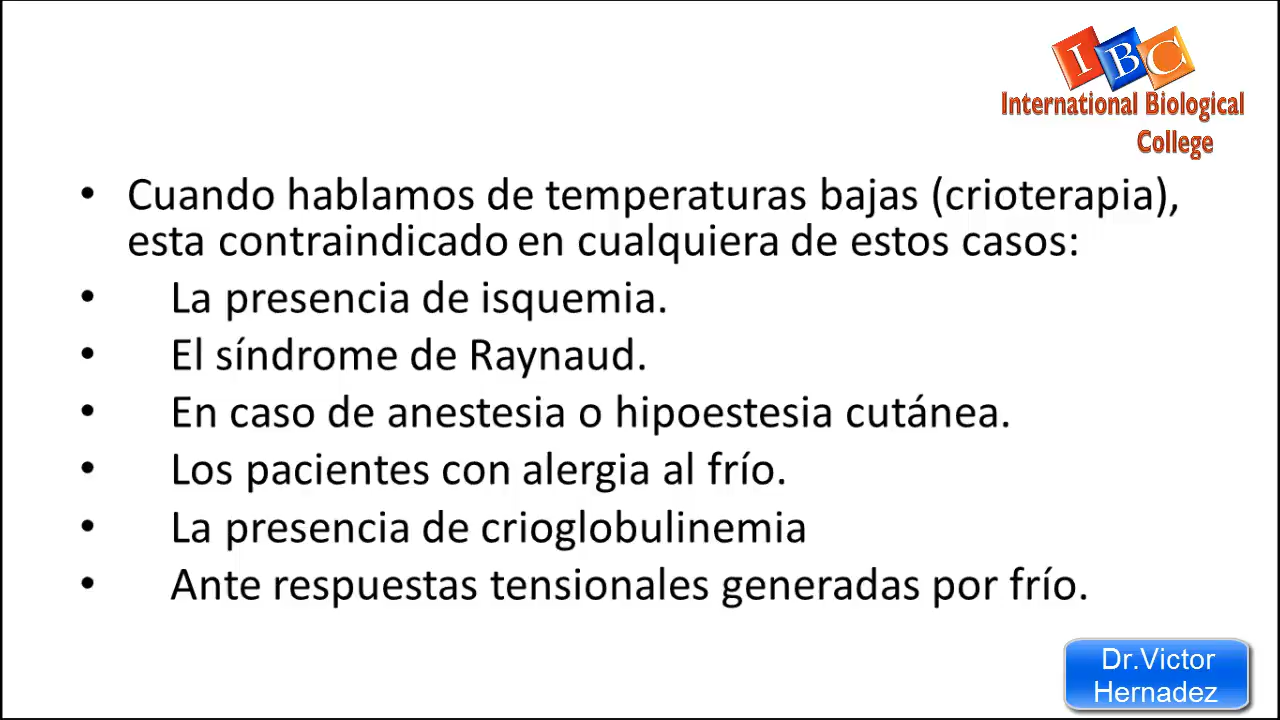 IBC
International Biological
College
• Cuando hablamos de temperaturas bajas (crioterapia),
esta contraindicado en cualquiera de estos casos:
• La presencia de isquemia.
• El síndrome de Raynaud.
• En caso de anestesia o hipoestesia cutánea.
• Los pacientes con alergia al frío.
• La presencia de crioglobulinemia
• Ante respuestas tensionales generadas por frío.
Dr.Victor
Hernadez